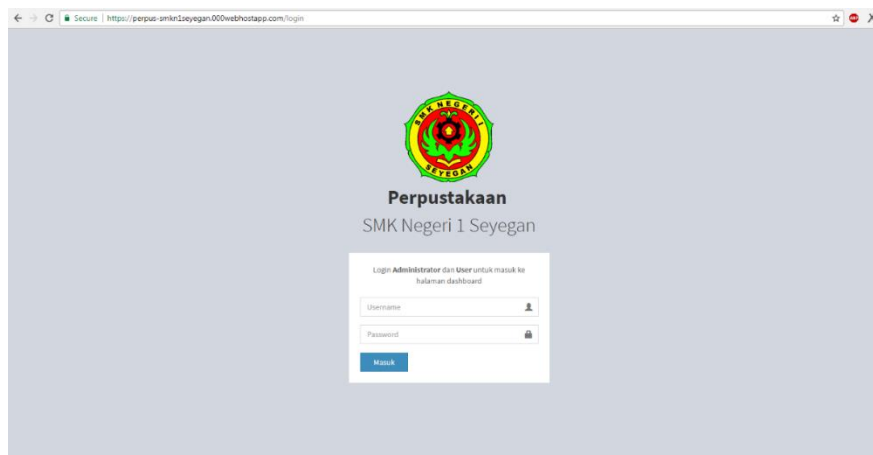 Secure | https://perpus-smkn1seyegan.000webhostapp.com/login
ABP
SMK NEGERI 1
SEYEGAN
Perpustakaan
SMK Negeri 1 Seyegan
Login Administrator dan User untuk masuk ke
halaman dashboard
Username
Password
Masuk